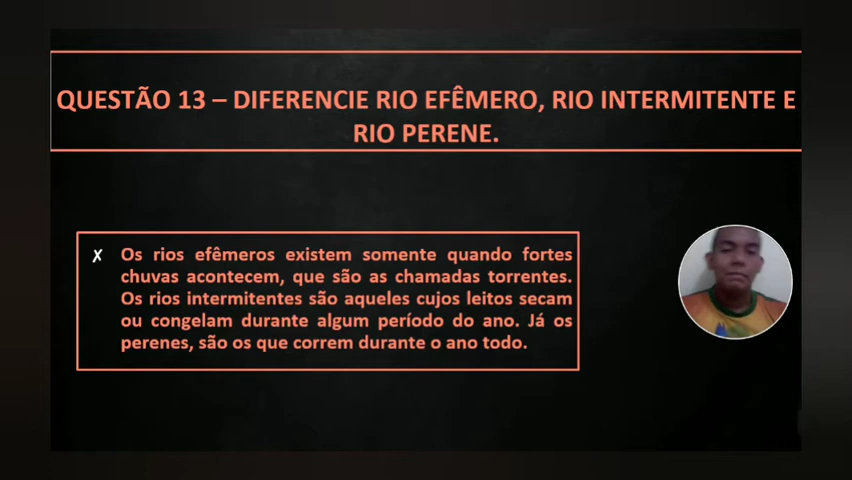 QUESTÃO 13 – DIFERENCIE RIO EFÊMERO, RIO INTERMITENTE E
RIO PERENE.
✗ Os rios efêmeros existem somente quando fortes
chuvas acontecem, que são as chamadas torrentes.
Os rios intermitentes são aqueles cujos leitos secam
ou congelam durante algum período do ano. Já os
perenes, são os que correm durante o ano todo.